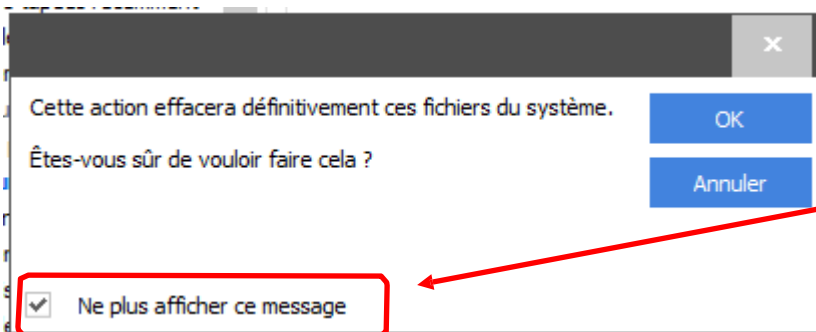 Cette action effacera définitivement ces fichiers du système.
OK
Êtes-vous sûr de vouloir faire cela ?
Annuler
Ne plus afficher ce message